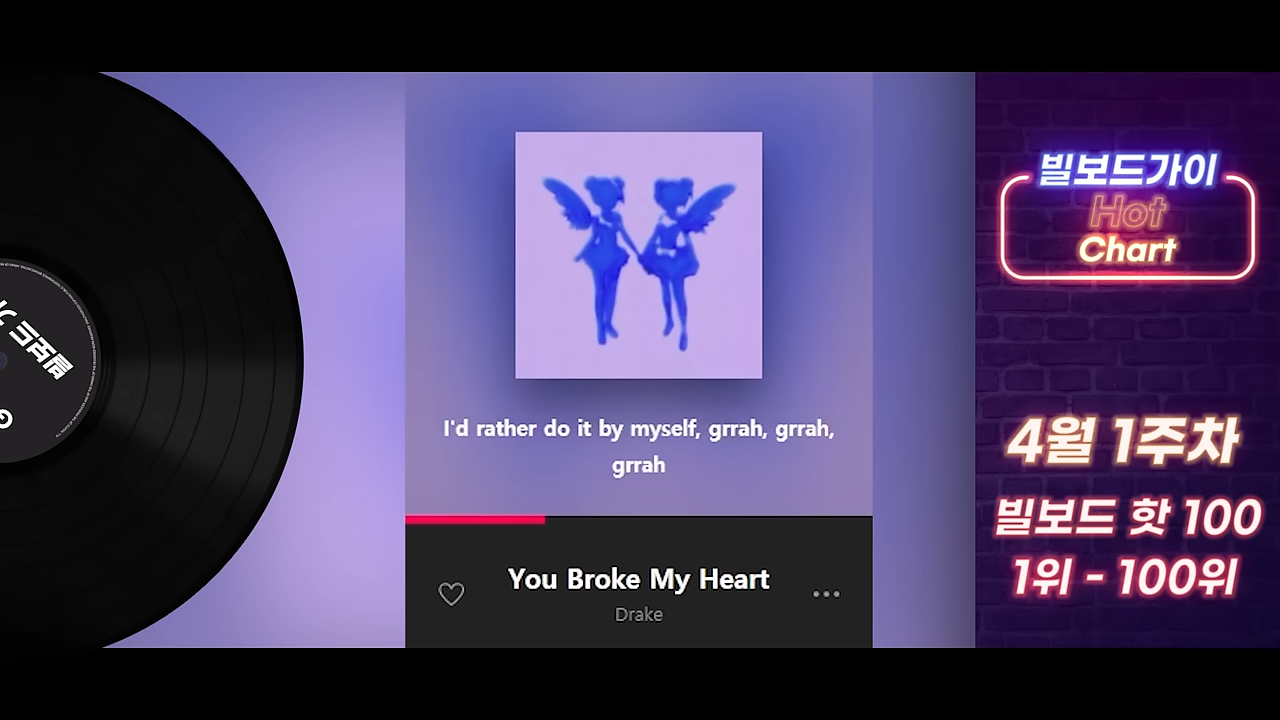 I'd rather do it by myself, grrah, grrah,
grrah
You Broke My Heart
Drake
빌보드가이
Hot
Chart
4월 1주차
빌보드 핫 100
1위 - 100위